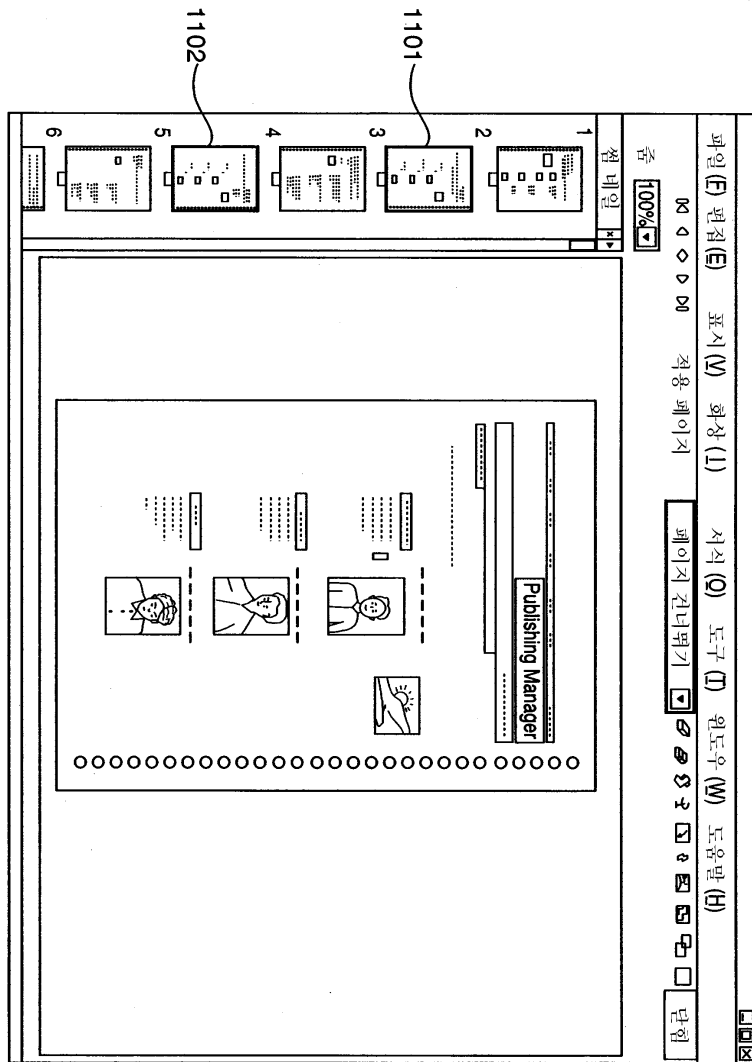 파일 (F) 편집 (E) 표시 (V) 화상 (I) 서식 (O) 도구 (T) 윈도우 (W) 도움말 (H)
적용 페이지 페이지 건너뛰기 닫힘
줌 100%
썸 네일
1
2
3
4
5
6
Publishing Manager
1101
1102